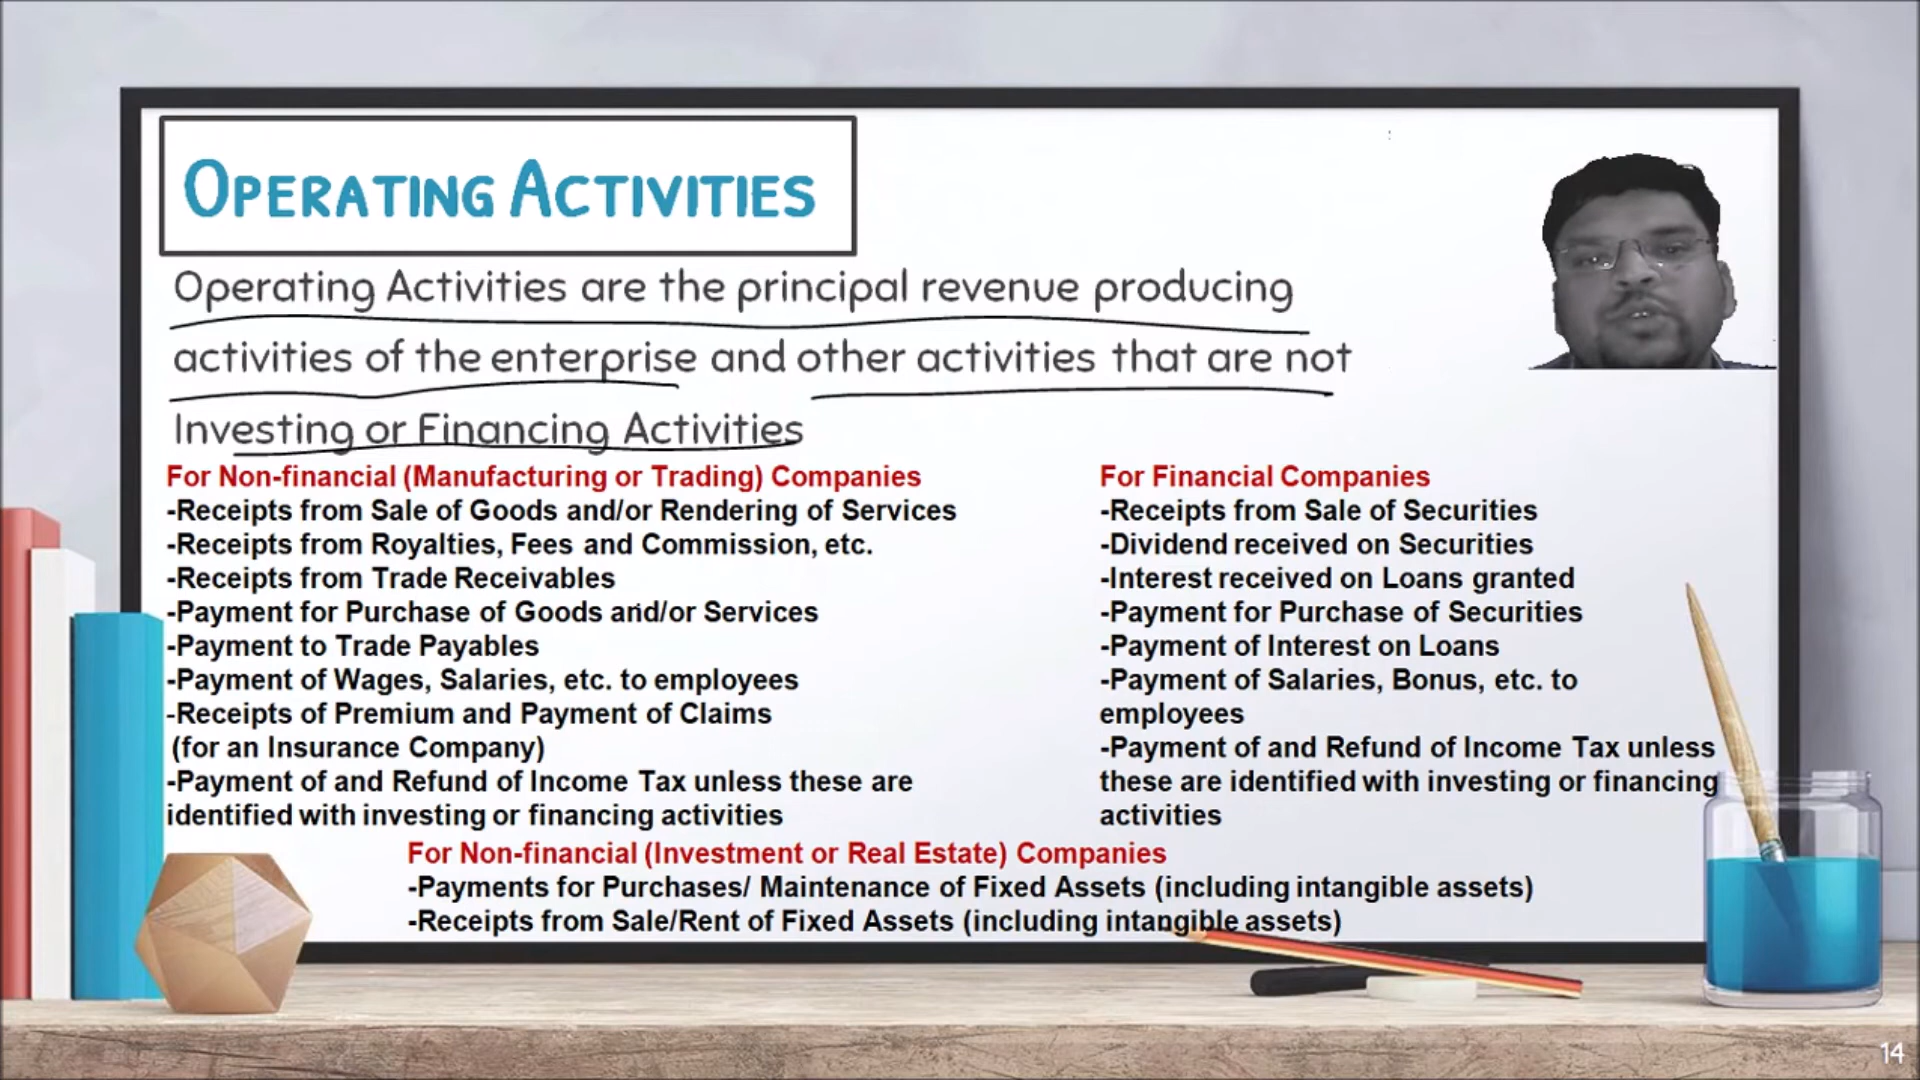 OPERATING ACTIVITIES
Operating Activities are the principal revenue producing
activities of the enterprise and other activities that are not
Investing or Financing Activities
For Non-financial (Manufacturing or Trading) Companies
-Receipts from Sale of Goods and/or Rendering of Services
-Receipts from Royalties, Fees and Commission, etc.
-Receipts from Trade Receivables
-Payment for Purchase of Goods and/or Services
-Payment to Trade Payables
-Payment of Wages, Salaries, etc. to employees
-Receipts of Premium and Payment of Claims
(for an Insurance Company)
-Payment of and Refund of Income Tax unless these are
identified with investing or financing activities
For Financial Companies
-Receipts from Sale of Securities
-Dividend received on Securities
-Interest received on Loans granted
-Payment for Purchase of Securities
-Payment of Interest on Loans
-Payment of Salaries, Bonus, etc. to
employees
-Payment of and Refund of Income Tax unless
these are identified with investing or financing
activities
For Non-financial (Investment or Real Estate) Companies
-Payments for Purchases/ Maintenance of Fixed Assets (including intangible assets)
-Receipts from Sale/Rent of Fixed Assets (including intangible assets)
14